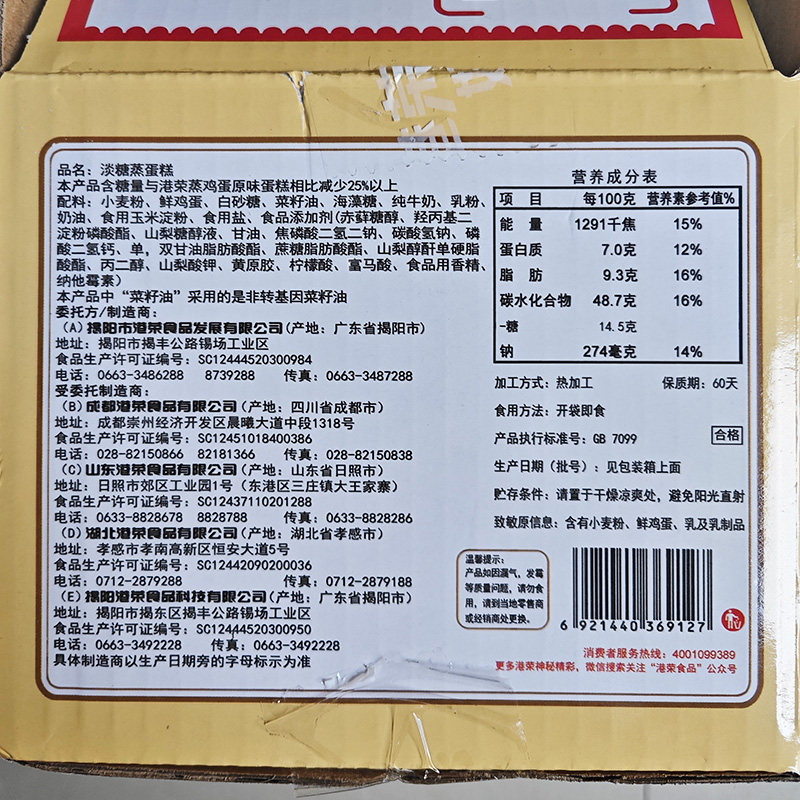 品名：淡糖蒸蛋糕
本产品含糖量与港荣蒸鸡蛋原味蛋糕相比减少25%以上
配料：小麦粉、鲜鸡蛋、白砂糖、菜籽油、海藻糖、纯牛奶、乳粉、
奶油、食用玉米淀粉、食用盐、食品添加剂(赤藓糖醇、羟丙基二
淀粉磷酸酯、山梨糖醇液、甘油、焦磷酸二氢二钠、碳酸氢钠、磷
酸二氢钙、单，双甘油脂肪酸酯、蔗糖脂肪酸酯、山梨醇酐单硬脂
酸酯、丙二醇、山梨酸钾、黄原胶、柠檬酸、富马酸、食品用香精、
纳他霉素)
本产品中“菜籽油”采用的是非转基因菜籽油
委托方/制造商：
(A)揭阳市港荣食品发展有限公司(产地：广东省揭阳市)
地址：揭阳市揭丰公路锡场工业区
食品生产许可证编号：SC12444520300984
电话：0663-3486288 8739288 传真：0663-3487288
受委托制造商：
(B)成都港荣食品有限公司(产地：四川省成都市)
地址：成都崇州经济开发区晨曦大道中段1318号
食品生产许可证编号：SC12451018400386
电话：028-82150866 82181366 传真：028-82150838
(C)山东港荣食品有限公司(产地：山东省日照市)
地址：日照市郊区工业园1号(东港区三庄镇大王家寨)
食品生产许可证编号：SC12437110201288
电话：0633-8828678 8828788 传真：0633-8828286
(D)湖北港荣食品有限公司(产地：湖北省孝感市)
地址：孝感市孝南高新区恒安大道5号
食品生产许可证编号：SC12442090200036
电话：0712-2879288 传真：0712-2879188
(E)揭阳港荣食品科技有限公司(产地：广东省揭阳市)
地址：揭阳市揭东区揭丰公路锡场工业区
食品生产许可证编号：SC12444520300950
电话：0663-3492228 传真：0663-3492228
具体制造商以生产日期旁的字母标示为准
营养成分表
项 目 每100克 营养素参考值%
能 量 1291千焦 15%
蛋白质 7.0克 12%
脂 肪 9.3克 16%
碳水化合物 48.7克 16%
-糖 14.5克
钠 274毫克 14%
加工方式：热加工 保质期：60天
食用方法：开袋即食
产品执行标准号：GB 7099 合格
生产日期（批号）：见包装箱上面
贮存条件：请置于干燥凉爽处，避免阳光直射
致敏原信息：含有小麦粉、鲜鸡蛋、乳及乳制品
温馨提示：
产品如因漏气、发霉
等质量问题，请勿食
用，请到当地零售商
或经销商处更换。
6 921440 369127
消费者服务热线：4001099389
更多港荣神秘精彩，微信搜索关注“港荣食品”公众号